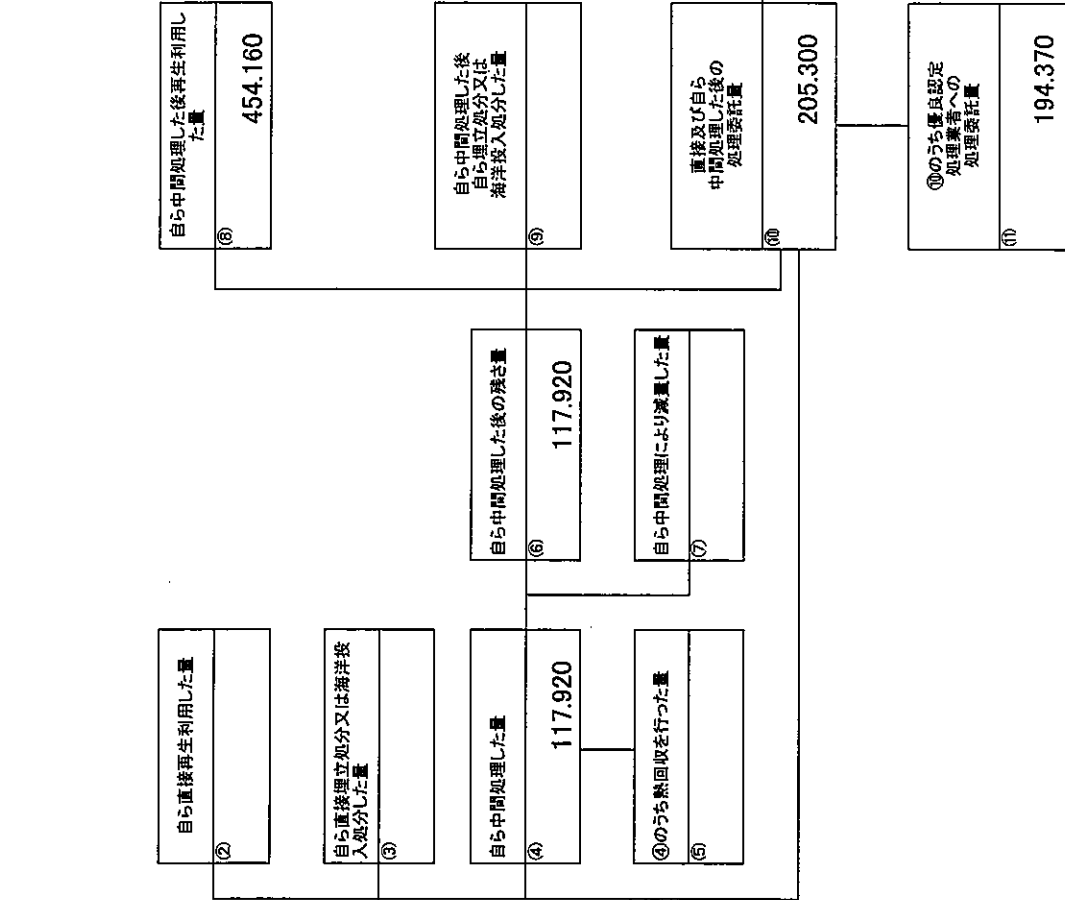 自ら直接再生利用した量
②
自ら直接埋立処分又は海洋投
入処分した量
③
自ら中間処理した量
④
117.920
④のうち熱回収を行った量
⑤
自ら中間処理した後の残さ量
⑥
117.920
自ら中間処理により減量した量
⑦
自ら中間処理した後再生利用し
た量
⑧
454.160
自ら中間処理した後
自ら埋立処分又は
海洋投入処分した量
⑨
直接及び自ら
中間処理した後の
処理委託量
⑩
205.300
⑩のうち優良認定
処理業者への
処理委託量
⑪
194.370